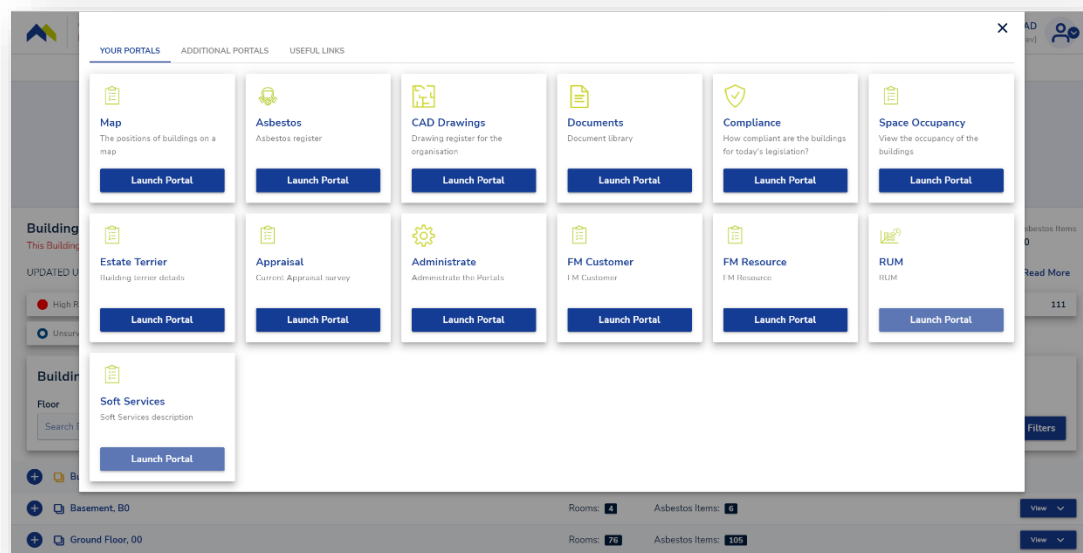 AD
YOUR PORTALS ADDITIONAL PORTALS USEFUL LINKS
Map
The positions of buildings on a
map
Launch Portal
Asbestos
Asbestos register
Launch Portal
CAD Drawings
Drawing register for the
organisation
Launch Portal
Documents
Document library
Launch Portal
Compliance
How compliant are the buildings
for today's legislation?
Launch Portal
Space Occupancy
View the occupancy of the
buildings
Launch Portal
Estate Terrier
Building terrier details
Launch Portal
Appraisal
Current Appraisal survey
Launch Portal
Administrate
Administrate the Portals
Launch Portal
FM Customer
FM Customer
Launch Portal
FM Resource
FM Resource
Launch Portal
RUM
RUM
Launch Portal
Soft Services
Soft Services description
Launch Portal
Building
This Building
UPDATED U
High R
Unsurv
sbestos Items
0
Read More
111
Buildin
Floor
Search
Filters
Bu
Basement, B0 Rooms: 4 Asbestos Items: 6 View
Ground Floor, 00 Rooms: 76 Asbestos Items: 105 View